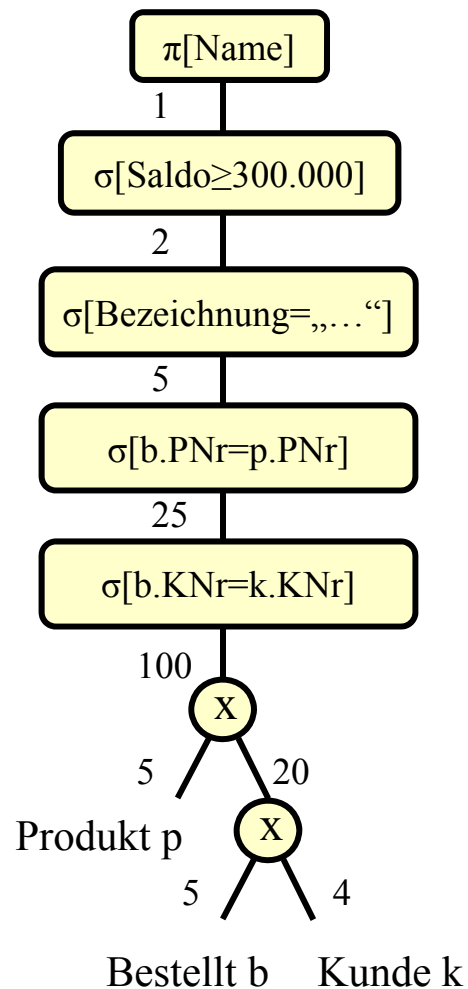 π[Name]
1
σ[Saldo≥300.000]
2
σ[Bezeichnung=„…“]
5
σ[b.PNr=p.PNr]
25
σ[b.KNr=k.KNr]
100
x
5 20
Produkt p x
5 4
Bestellt b Kunde k